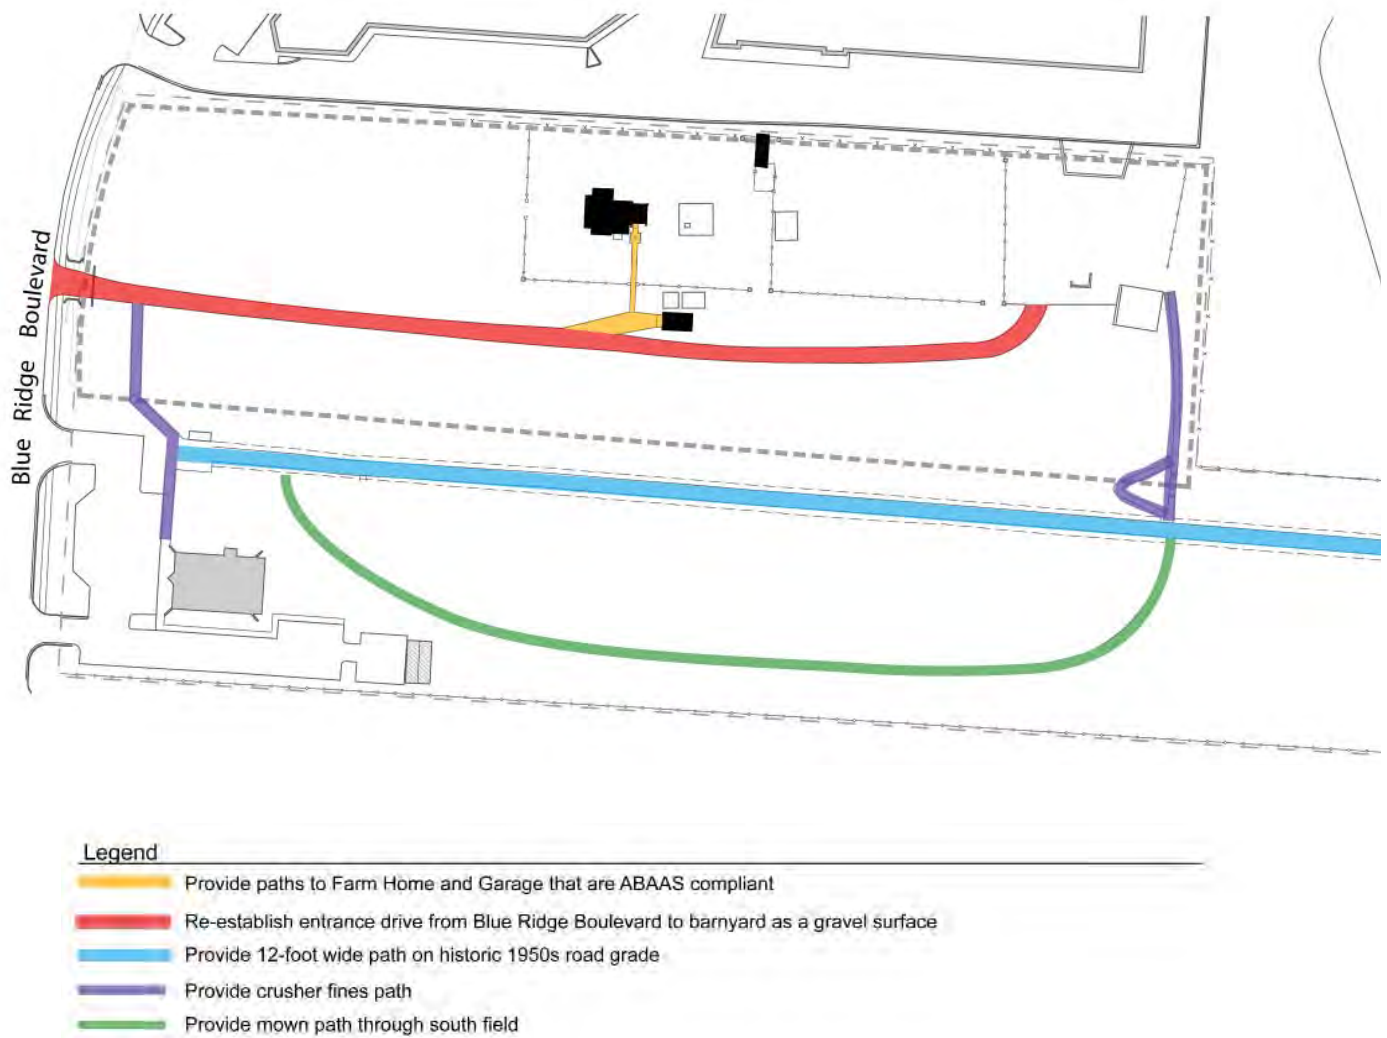 Blue Ridge Boulevard
Legend
Provide paths to Farm Home and Garage that are ABAAS compliant
Re-establish entrance drive from Blue Ridge Boulevard to barnyard as a gravel surface
Provide 12-foot wide path on historic 1950s road grade
Provide crusher fines path
Provide mown path through south field